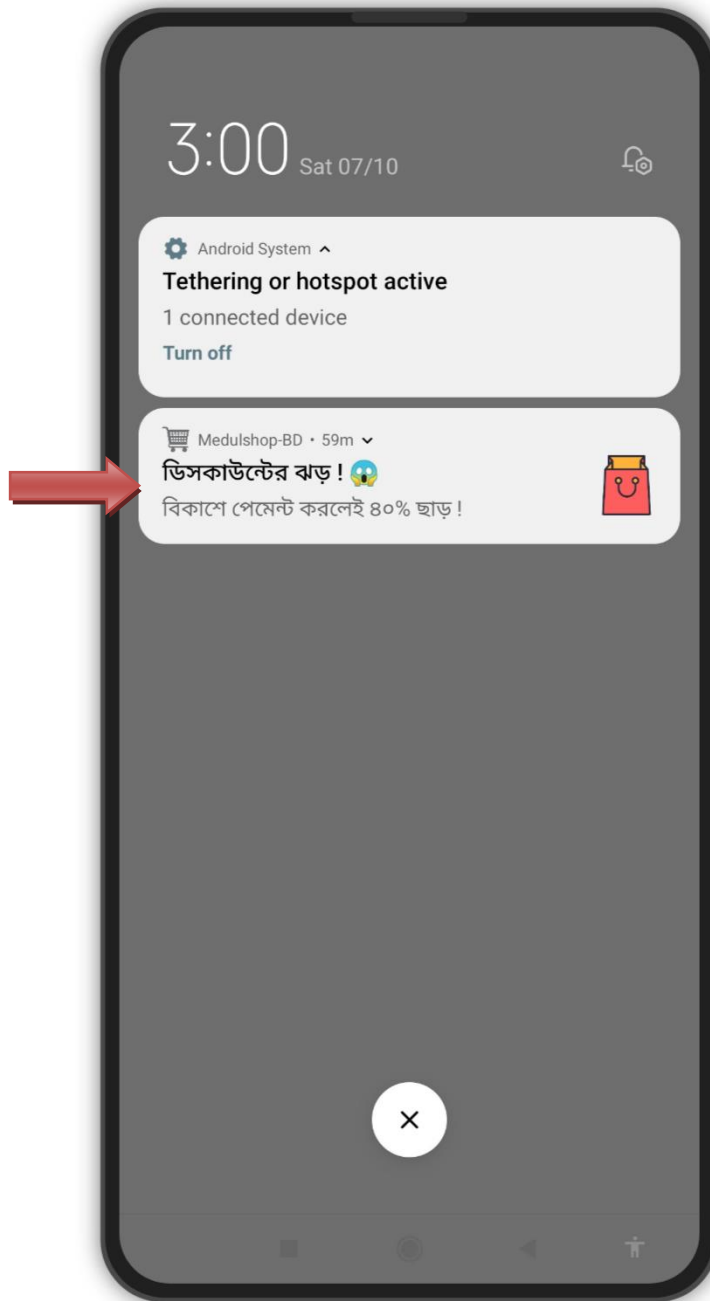 3:00 Sat 07/10
Android System
Tethering or hotspot active
1 connected device
Turn off
Medulshop-BD • 59m
ডিসকাউন্টের ঝড় ! 😱
বিকাশে পেমেন্ট করলেই ৪০% ছাড় !